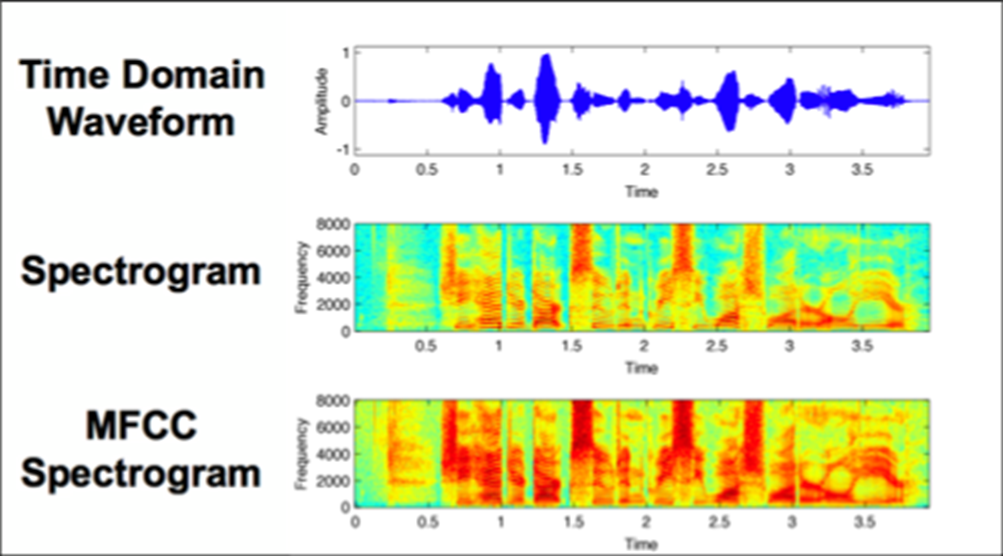 Time Domain
Waveform
Amplitude
1
0
-1
0 0.5 1 1.5 2 2.5 3 3.5
Time
Spectrogram
Frequency
8000
6000
4000
2000
0
0.5 1 1.5 2 2.5 3 3.5
Time
MFCC
Spectrogram
Frequency
8000
6000
4000
2000
0
0 0.5 1 1.5 2 2.5 3 3.5
Time